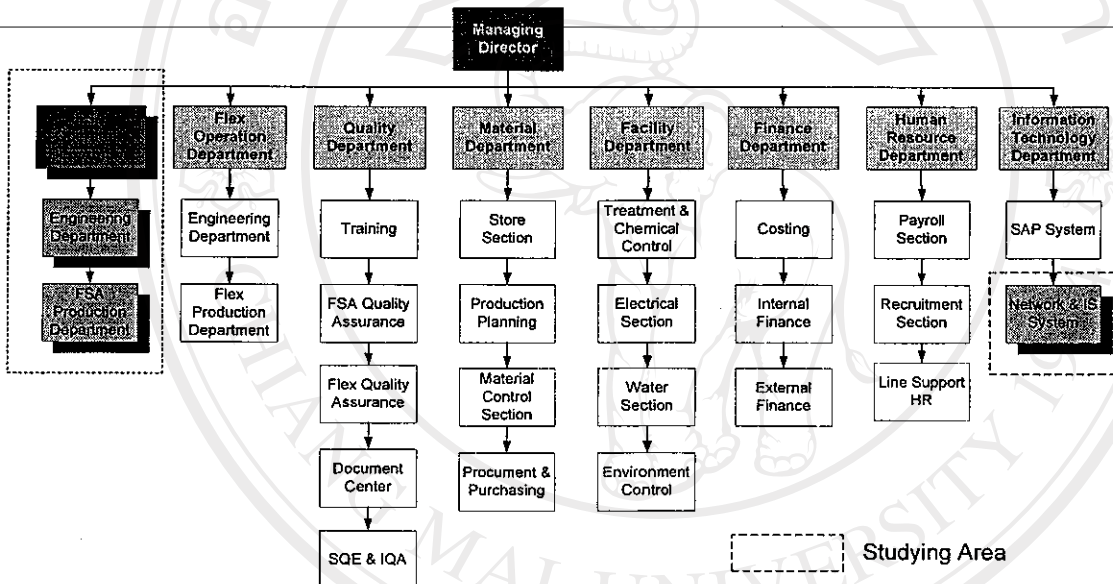 Managing
Director
Flex
Operation
Department
Quality
Department
Material
Department
Facility
Department
Finance
Department
Human
Resource
Department
Information
Technology
Department
Engineering
Department
Engineering
Department
Training
Store
Section
Treatment &
Chemical
Control
Costing
Payroll
Section
SAP System
FSA
Production
Department
Flex
Production
Department
FSA Quality
Assurance
Production
Planning
Electrical
Section
Internal
Finance
Recruitment
Section
Network & IS
System
Flex Quality
Assurance
Material
Control
Section
Water
Section
External
Finance
Line Support
HR
Document
Center
Procument &
Purchasing
Environment
Control
SQE & IQA
Studying Area
CHIANG MAI UNIVERSITY 19